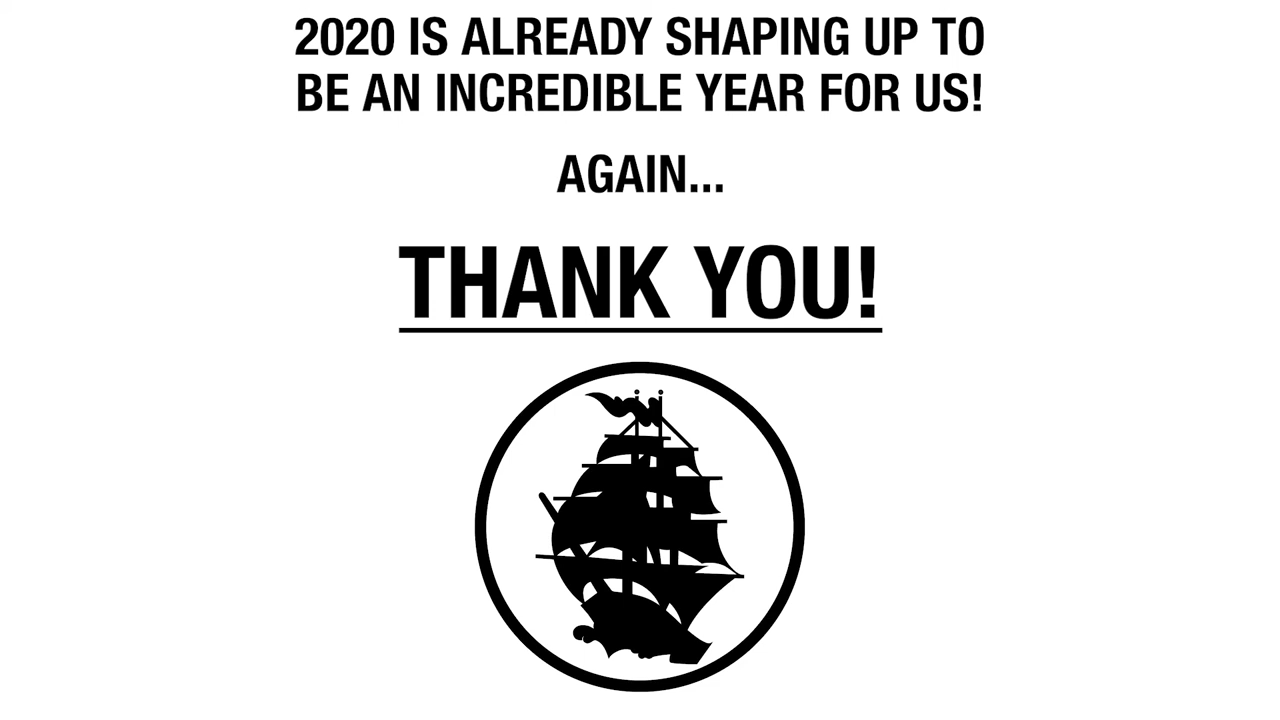 2020 IS ALREADY SHAPING UP TO
BE AN INCREDIBLE YEAR FOR US!
AGAIN...
THANK YOU!